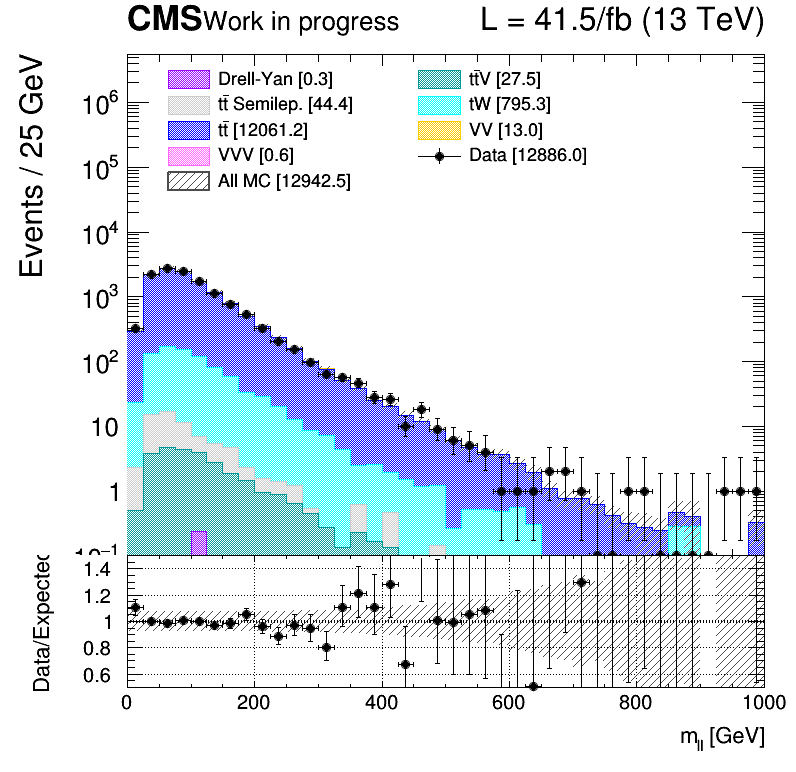 CMS Work in progress L = 41.5/fb (13 TeV)
Events / 25 GeV
Drell-Yan [0.3]
tt̄V [27.5]
tt̄ Semilep. [44.4]
tW [795.3]
tt̄ [12061.2]
VV [13.0]
VVV [0.6]
Data [12886.0]
All MC [12942.5]
10⁶
10⁵
10⁴
10³
10²
10
1
10⁻¹
Data/Expected
1.4
1.2
1
0.8
0.6
0 200 400 600 800 1000
m_ll [GeV]